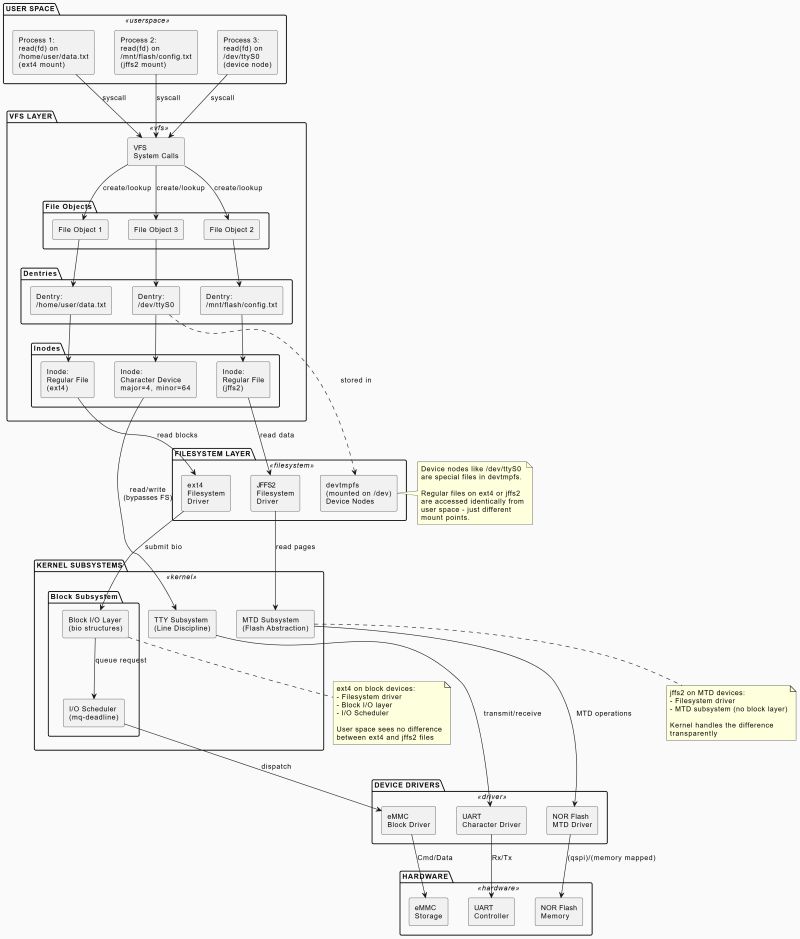 USER SPACE
«userspace»
Process 1:
read(fd) on
/home/user/data.txt
(ext4 mount)
Process 2:
read(fd) on
/mnt/flash/config.txt
(jffs2 mount)
Process 3:
read(fd) on
/dev/ttyS0
(device node)
syscall
syscall
syscall
VFS LAYER
«vfs»
VFS
System Calls
create/lookup
create/lookup
create/lookup
File Objects
File Object 1
File Object 3
File Object 2
Dentries
Dentry:
/home/user/data.txt
Dentry:
/dev/ttyS0
Dentry:
/mnt/flash/config.txt
Inodes
Inode:
Regular File
(ext4)
Inode:
Character Device
major=4, minor=64
Inode:
Regular File
(jffs2)
stored in
read blocks
read data
FILESYSTEM LAYER
«filesystem»
ext4
Filesystem
Driver
JFFS2
Filesystem
Driver
devtmpfs
(mounted on /dev)
Device Nodes
Device nodes like /dev/ttyS0
are special files in devtmpfs.
Regular files on ext4 or jffs2
are accessed identically from
user space - just different
mount points.
read/write
(bypasses FS)
submit bio
read pages
KERNEL SUBSYSTEMS
«kernel»
Block Subsystem
Block I/O Layer
(bio structures)
TTY Subsystem
(Line Discipline)
MTD Subsystem
(Flash Abstraction)
queue request
I/O Scheduler
(mq-deadline)
ext4 on block devices:
- Filesystem driver
- Block I/O layer
- I/O Scheduler
User space sees no difference
between ext4 and jffs2 files
transmit/receive
MTD operations
jffs2 on MTD devices:
- Filesystem driver
- MTD subsystem (no block layer)
Kernel handles the difference
transparently
dispatch
DEVICE DRIVERS
«driver»
eMMC
Block Driver
UART
Character Driver
NOR Flash
MTD Driver
Cmd/Data
Rx/Tx
(qspi)/(memory mapped)
HARDWARE
«hardware»
eMMC
Storage
UART
Controller
NOR Flash
Memory